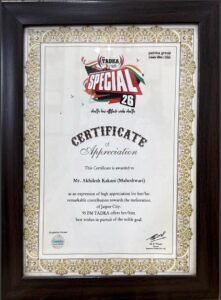 TADKA
SPECIAL
26
CERTIFICATE
of
Appreciation
This Certificate is awarded to
Mr. Akhilesh Kakani (Maheshwari)
as an expression of high appreciation for her/his
remarkable contribution towards the melioration
of Jaipur City.
95 FM TADKA offers her/him
best wishes in pursuit of the noble goal.